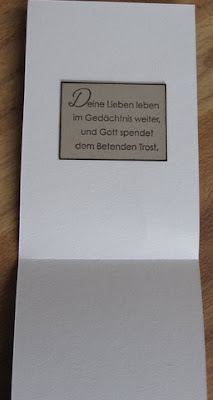 Deine Lieben leben
im Gedächtnis weiter,
und Gott spendet
dem Betenden Trost.